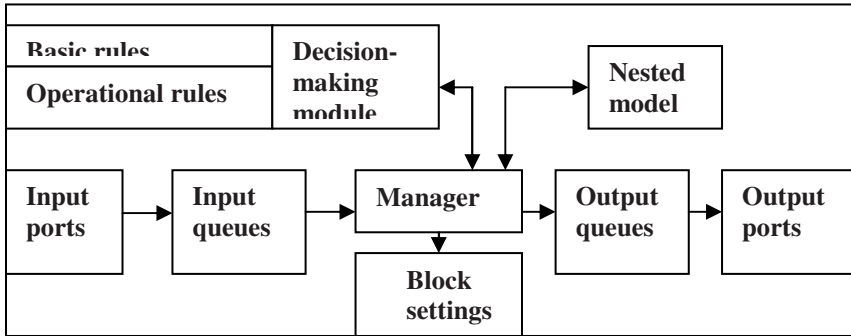 Basic rules
Operational rules
Decision-
making
module
Nested
model
Input
ports
Input
queues
Manager
Output
queues
Output
ports
Block
settings